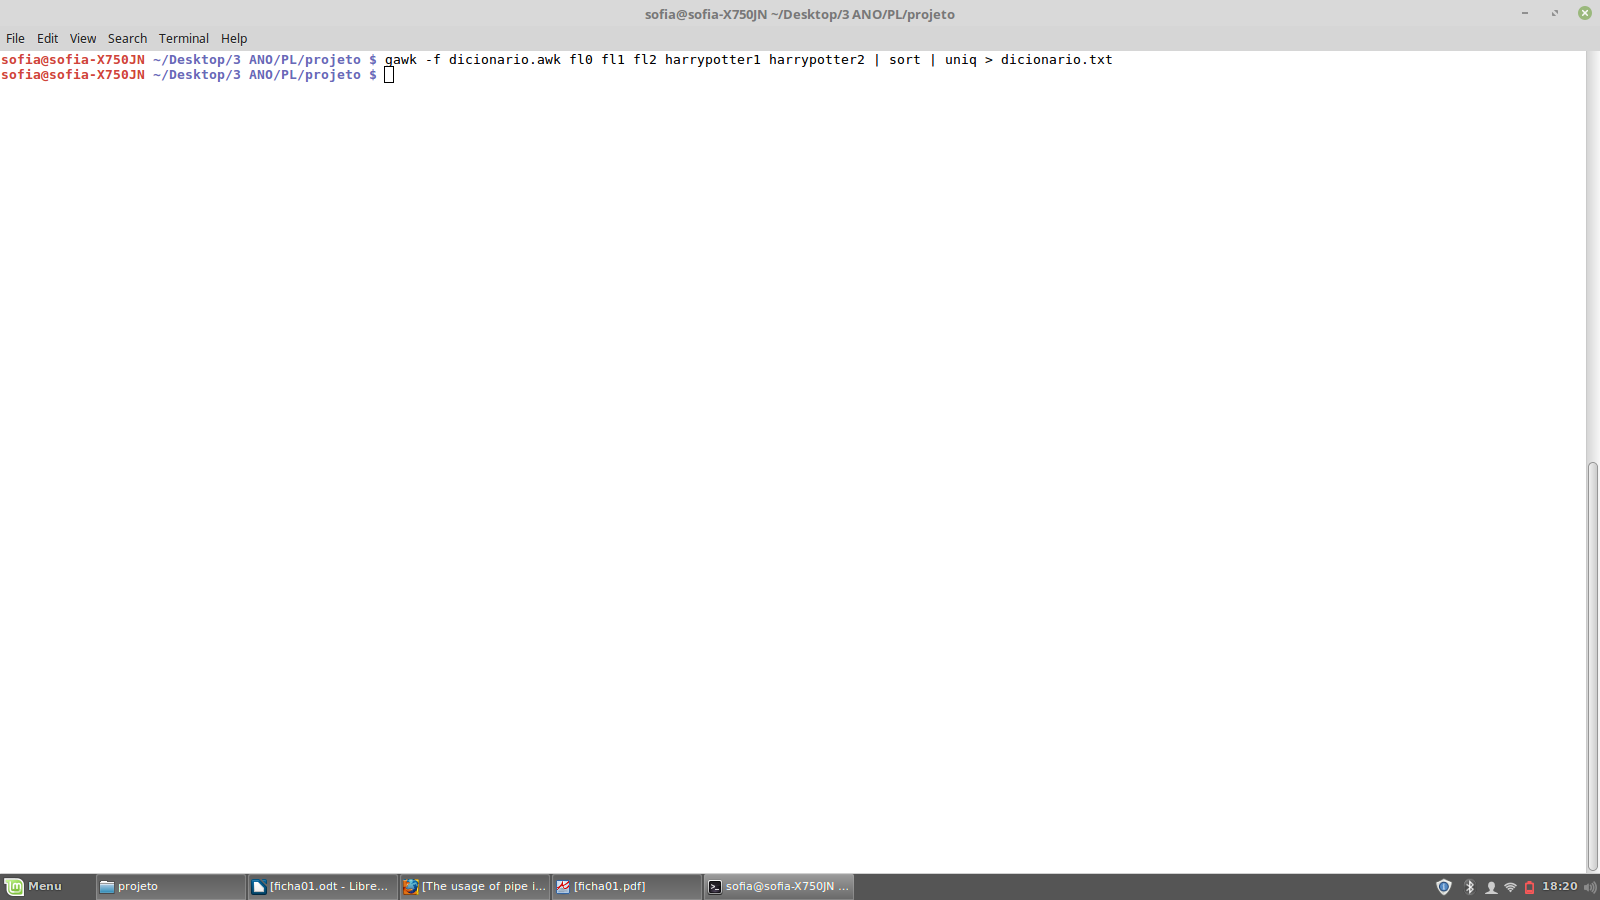 sofia@sofia-X750JN ~/Desktop/3 ANO/PL/projeto
File Edit View Search Terminal Help
sofia@sofia-X750JN ~/Desktop/3 ANO/PL/projeto $ gawk -f dicionario.awk fl0 fl1 fl2 harrypotter1 harrypotter2 | sort | uniq > dicionario.txt
sofia@sofia-X750JN ~/Desktop/3 ANO/PL/projeto $
Menu projeto [ficha01.odt - Libre... [The usage of pipe i... [ficha01.pdf] sofia@sofia-X750JN ... 18:20